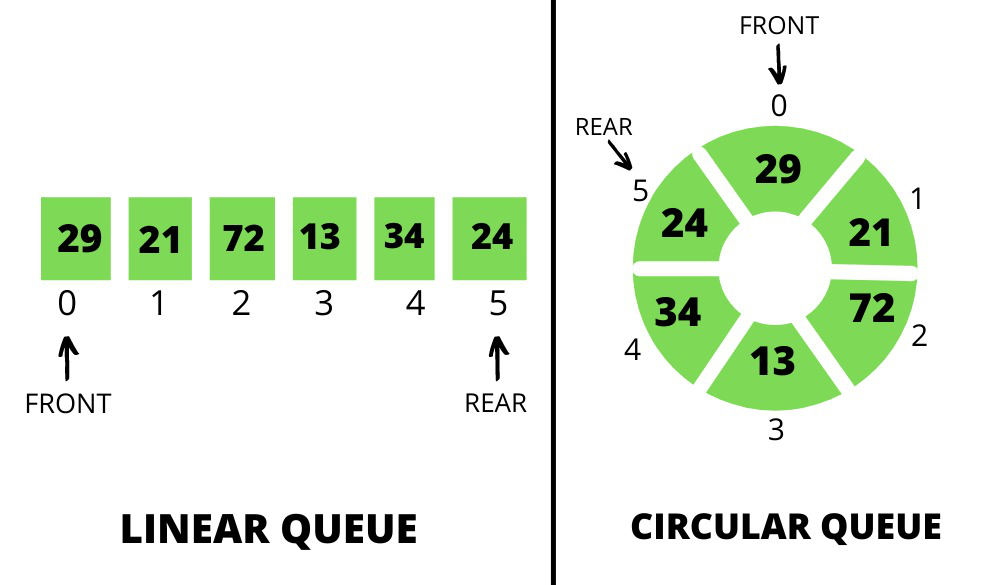 29 21 72 13 34 24
0 1 2 3 4 5
FRONT REAR
LINEAR QUEUE
FRONT
0
REAR
29
5
1
24
21
34
72
4
2
13
3
CIRCULAR QUEUE